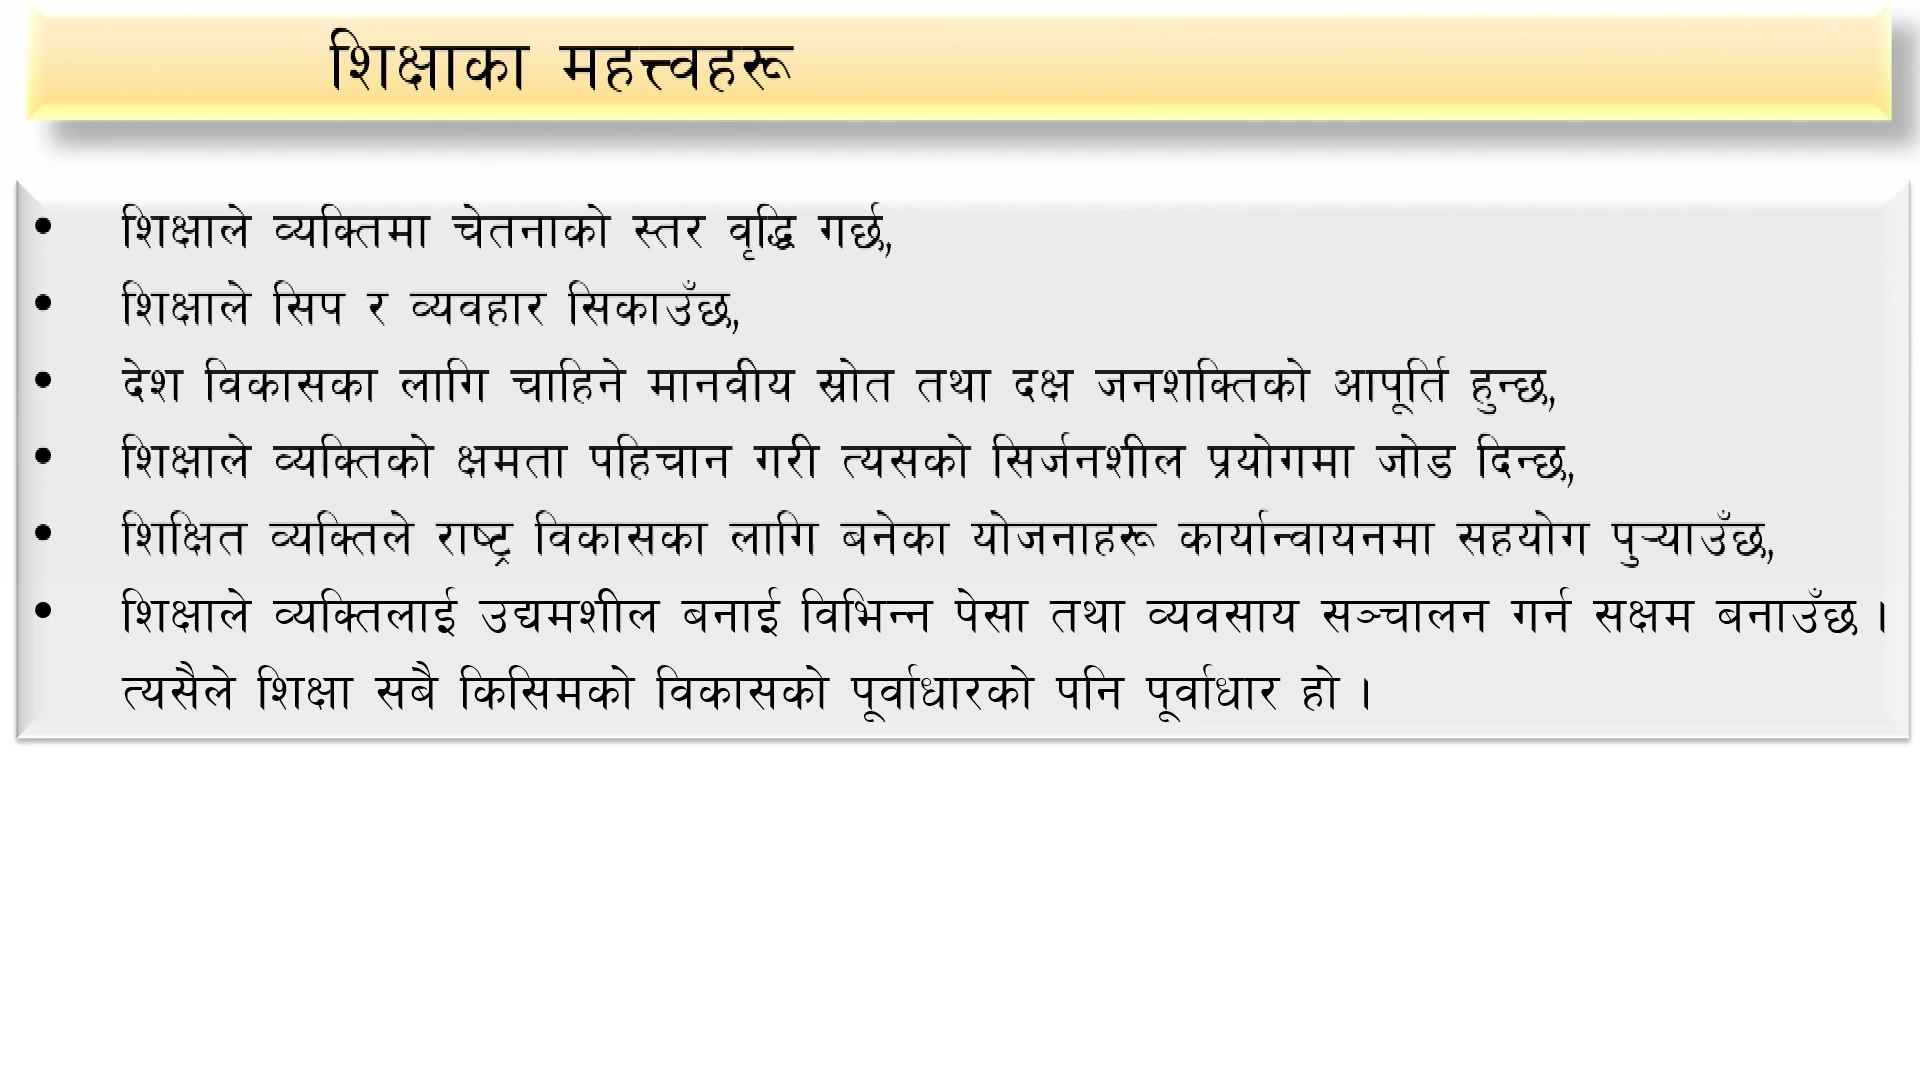 शिक्षाका महत्त्वहरू
• शिक्षाले व्यक्तिमा चेतनाको स्तर वृद्धि गर्छ,
• शिक्षाले सिप र व्यवहार सिकाउँछ,
• देश विकासका लागि चाहिने मानवीय स्रोत तथा दक्ष जनशक्तिको आपूर्ति हुन्छ,
• शिक्षाले व्यक्तिको क्षमता पहिचान गरी त्यसको सिर्जनशील प्रयोगमा जोड दिन्छ,
• शिक्षित व्यक्तिले राष्ट्र विकासका लागि बनेका योजनाहरू कार्यान्वायनमा सहयोग पुऱ्याउँछ,
• शिक्षाले व्यक्तिलाई उद्यमशील बनाई विभिन्न पेसा तथा व्यवसाय सञ्चालन गर्न सक्षम बनाउँछ ।
त्यसैले शिक्षा सबै किसिमको विकासको पूर्वाधारको पनि पूर्वाधार हो ।